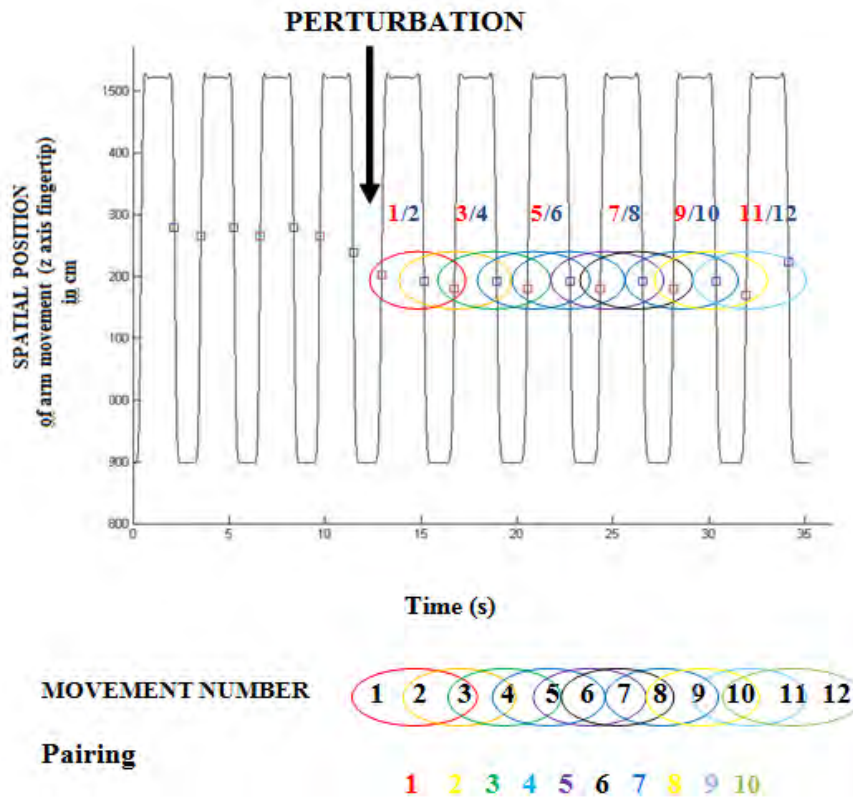 PERTURBATION
SPATIAL POSITION
of arm movement (z axis fingertip)
in cm
1500
400
300
200
100
000
900
800
1/2 3/4 5/6 7/8 9/10 11/12
0 5 10 15 20 25 30 35
Time (s)
MOVEMENT NUMBER 1 2 3 4 5 6 7 8 9 10 11 12
Pairing
1 2 3 4 5 6 7 8 9 10